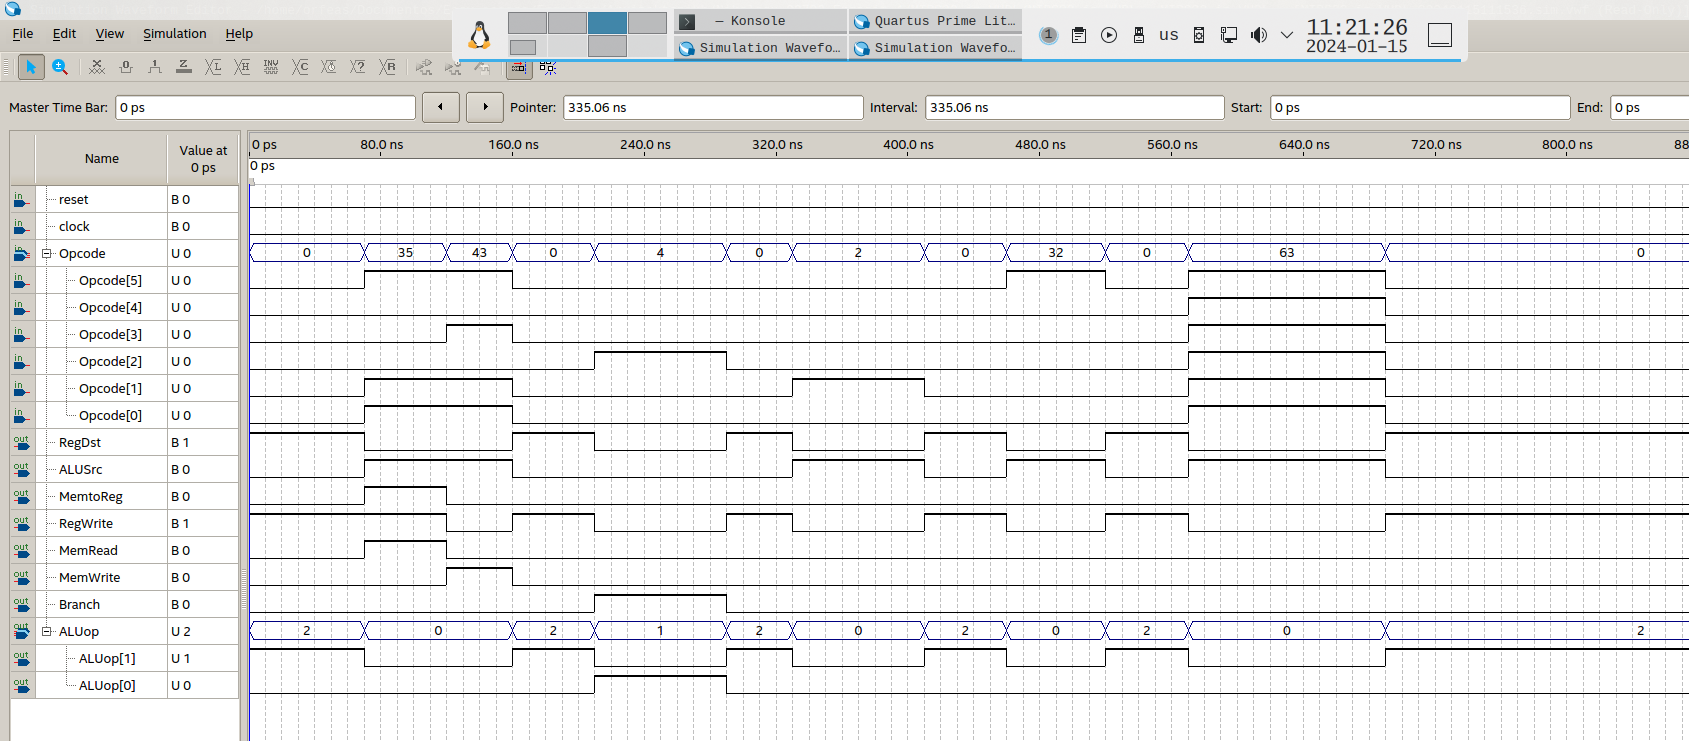 File Edit View Simulation Help
— Konsole
Quartus Prime Lit...
Simulation Wavefo...
Simulation Wavefo...
1
us
11:21:26
2024-01-15
Master Time Bar: 0 ps Pointer: 335.06 ns Interval: 335.06 ns Start: 0 ps End: 0 ps
Name Value at 0 ps
0 ps 80.0 ns 160.0 ns 240.0 ns 320.0 ns 400.0 ns 480.0 ns 560.0 ns 640.0 ns 720.0 ns 800.0 ns 88
0 ps
in reset B 0
in clock B 0
in Opcode U 0 0 35 43 0 4 0 2 0 32 0 63 0
in Opcode[5] U 0
in Opcode[4] U 0
in Opcode[3] U 0
in Opcode[2] U 0
in Opcode[1] U 0
in Opcode[0] U 0
out RegDst B 1
out ALUSrc B 0
out MemtoReg B 0
out RegWrite B 1
out MemRead B 0
out MemWrite B 0
out Branch B 0
out ALUop U 2 2 0 2 1 2 0 2 0 2 0 2
out ALUop[1] U 1
out ALUop[0] U 0